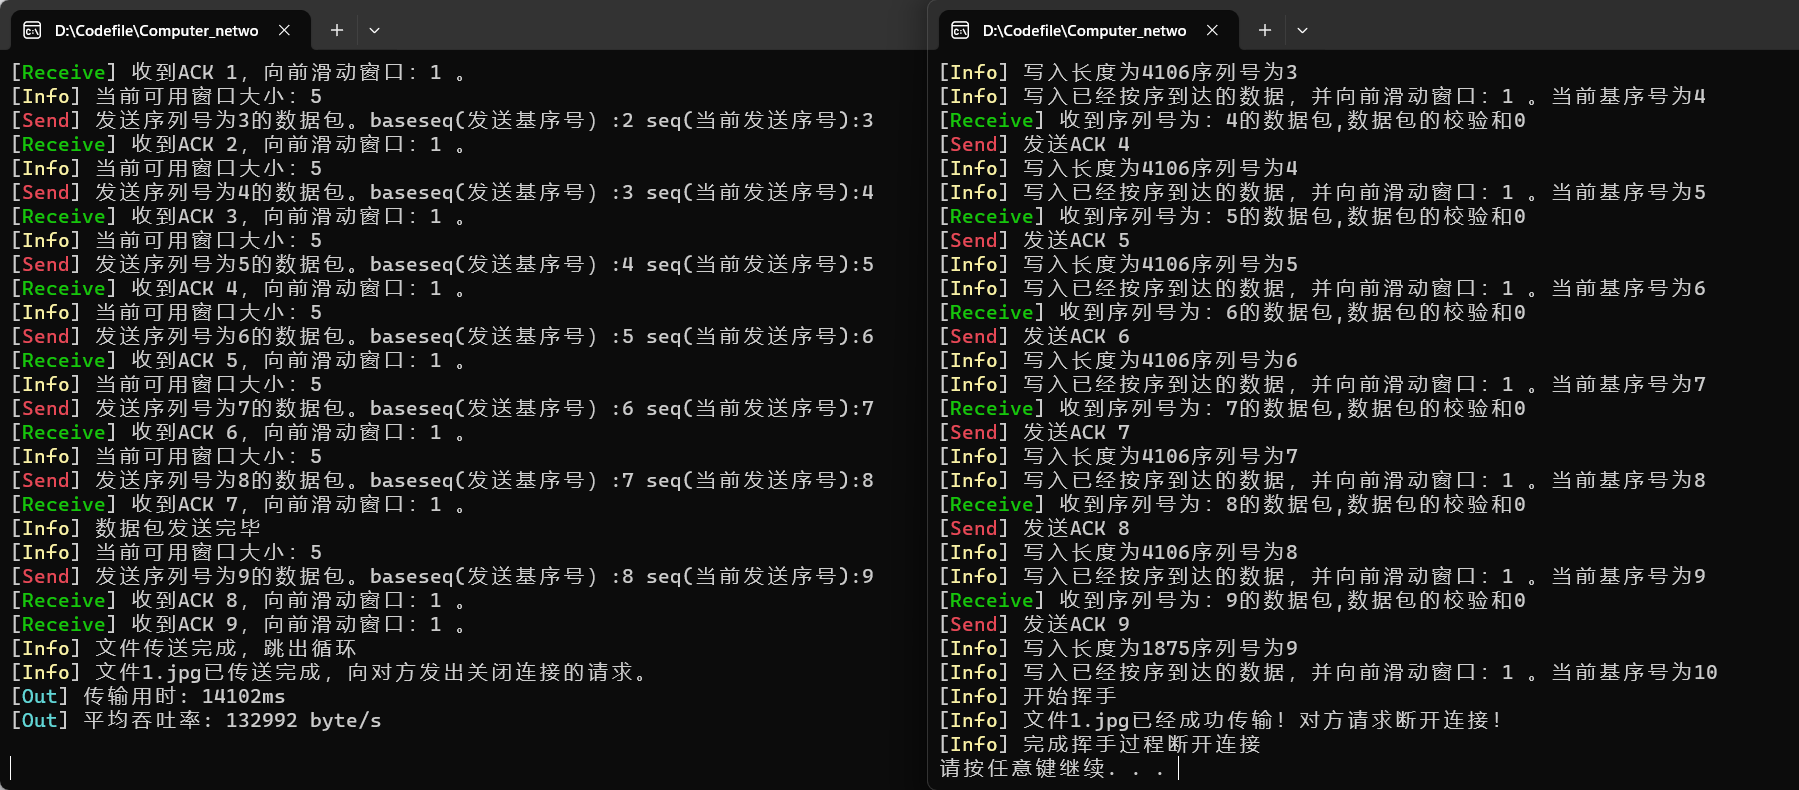 D:\Codefile\Computer_netwo
[Receive] 收到ACK 1，向前滑动窗口：1 。
[Info] 当前可用窗口大小：5
[Send] 发送序列号为3的数据包。baseseq(发送基序号) :2 seq(当前发送序号):3
[Receive] 收到ACK 2，向前滑动窗口：1 。
[Info] 当前可用窗口大小：5
[Send] 发送序列号为4的数据包。baseseq(发送基序号) :3 seq(当前发送序号):4
[Receive] 收到ACK 3，向前滑动窗口：1 。
[Info] 当前可用窗口大小：5
[Send] 发送序列号为5的数据包。baseseq(发送基序号) :4 seq(当前发送序号):5
[Receive] 收到ACK 4，向前滑动窗口：1 。
[Info] 当前可用窗口大小：5
[Send] 发送序列号为6的数据包。baseseq(发送基序号) :5 seq(当前发送序号):6
[Receive] 收到ACK 5，向前滑动窗口：1 。
[Info] 当前可用窗口大小：5
[Send] 发送序列号为7的数据包。baseseq(发送基序号) :6 seq(当前发送序号):7
[Receive] 收到ACK 6，向前滑动窗口：1 。
[Info] 当前可用窗口大小：5
[Send] 发送序列号为8的数据包。baseseq(发送基序号) :7 seq(当前发送序号):8
[Receive] 收到ACK 7，向前滑动窗口：1 。
[Info] 数据包发送完毕
[Info] 当前可用窗口大小：5
[Send] 发送序列号为9的数据包。baseseq(发送基序号) :8 seq(当前发送序号):9
[Receive] 收到ACK 8，向前滑动窗口：1 。
[Receive] 收到ACK 9，向前滑动窗口：1 。
[Info] 文件传送完成，跳出循环
[Info] 文件1.jpg已传送完成，向对方发出关闭连接的请求。
[Out] 传输用时: 14102ms
[Out] 平均吞吐率: 132992 byte/s
D:\Codefile\Computer_netwo
[Info] 写入长度为4106序列号为3
[Info] 写入已经按序到达的数据，并向前滑动窗口：1 。当前基序号为4
[Receive] 收到序列号为：4的数据包,数据包的校验和0
[Send] 发送ACK 4
[Info] 写入长度为4106序列号为4
[Info] 写入已经按序到达的数据，并向前滑动窗口：1 。当前基序号为5
[Receive] 收到序列号为：5的数据包,数据包的校验和0
[Send] 发送ACK 5
[Info] 写入长度为4106序列号为5
[Info] 写入已经按序到达的数据，并向前滑动窗口：1 。当前基序号为6
[Receive] 收到序列号为：6的数据包,数据包的校验和0
[Send] 发送ACK 6
[Info] 写入长度为4106序列号为6
[Info] 写入已经按序到达的数据，并向前滑动窗口：1 。当前基序号为7
[Receive] 收到序列号为：7的数据包,数据包的校验和0
[Send] 发送ACK 7
[Info] 写入长度为4106序列号为7
[Info] 写入已经按序到达的数据，并向前滑动窗口：1 。当前基序号为8
[Receive] 收到序列号为：8的数据包,数据包的校验和0
[Send] 发送ACK 8
[Info] 写入长度为4106序列号为8
[Info] 写入已经按序到达的数据，并向前滑动窗口：1 。当前基序号为9
[Receive] 收到序列号为：9的数据包,数据包的校验和0
[Send] 发送ACK 9
[Info] 写入长度为1875序列号为9
[Info] 写入已经按序到达的数据，并向前滑动窗口：1 。当前基序号为10
[Info] 开始挥手
[Info] 文件1.jpg已经成功传输！对方请求断开连接！
[Info] 完成挥手过程断开连接
请按任意键继续. . .